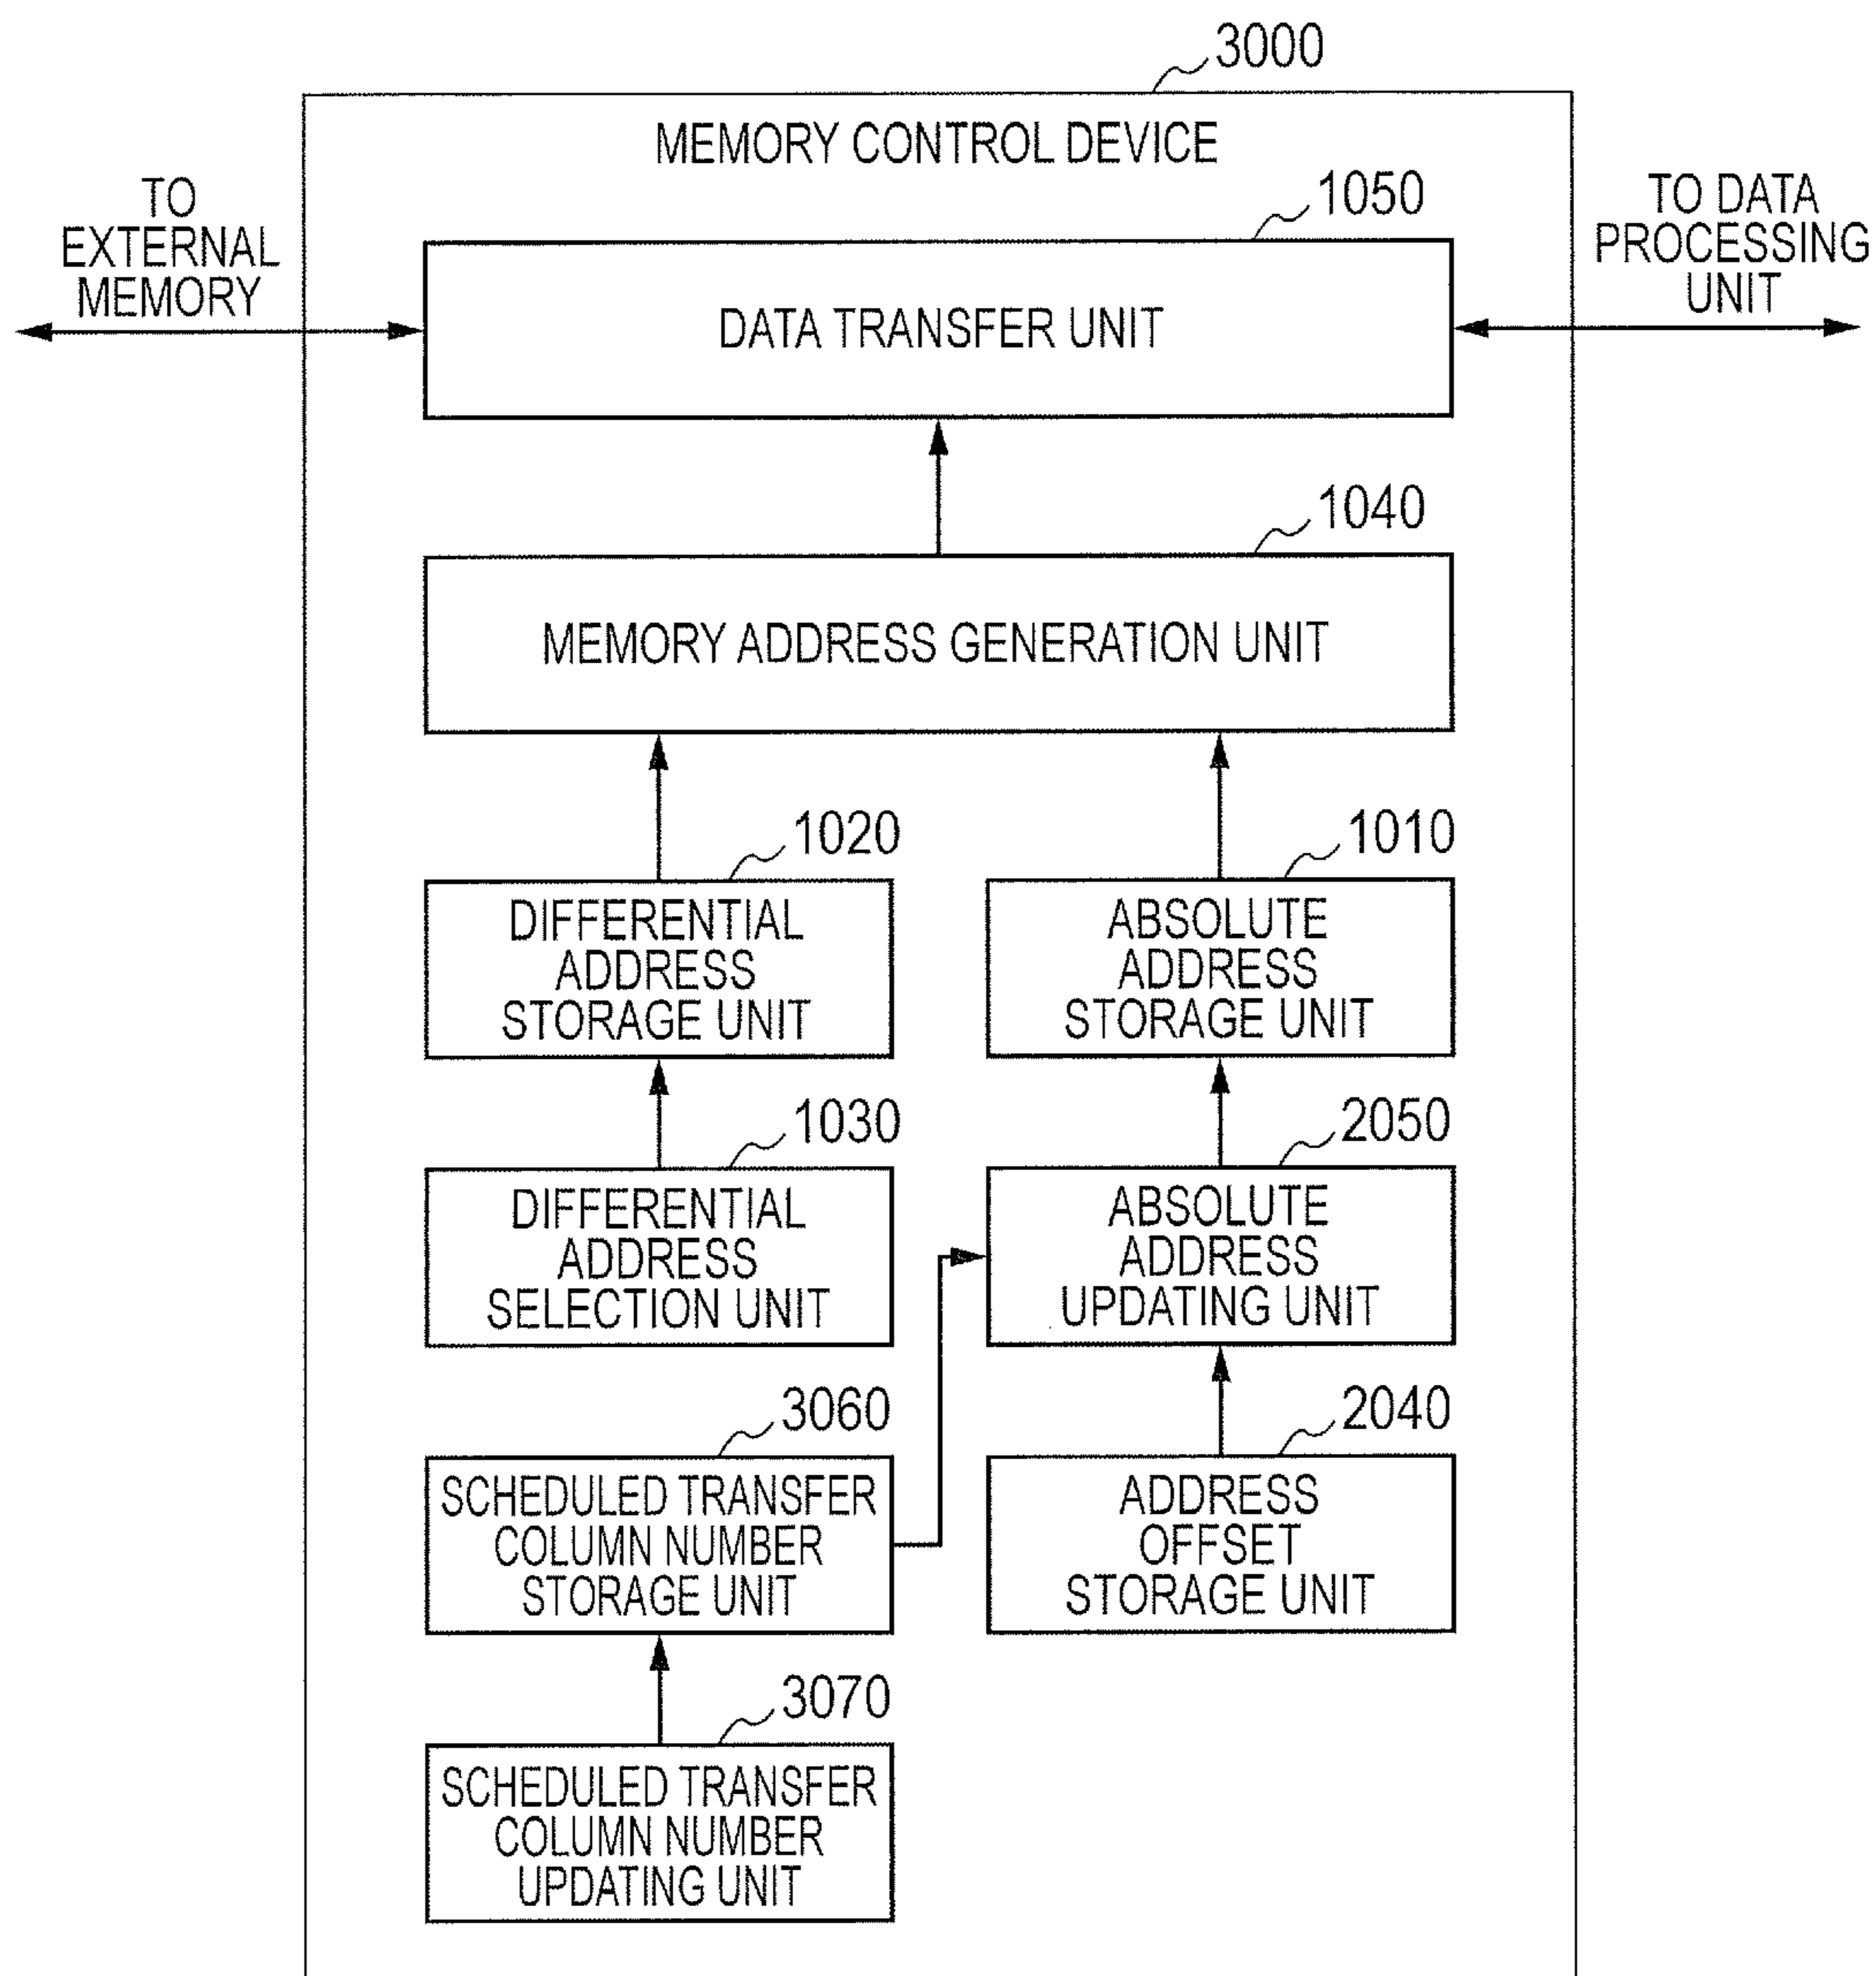 3000
MEMORY CONTROL DEVICE
TO
EXTERNAL
MEMORY
1050
TO DATA
PROCESSING
UNIT
DATA TRANSFER UNIT
1040
MEMORY ADDRESS GENERATION UNIT
1020
DIFFERENTIAL
ADDRESS
STORAGE UNIT
1010
ABSOLUTE
ADDRESS
STORAGE UNIT
1030
DIFFERENTIAL
ADDRESS
SELECTION UNIT
2050
ABSOLUTE
ADDRESS
UPDATING UNIT
3060
SCHEDULED TRANSFER
COLUMN NUMBER
STORAGE UNIT
2040
ADDRESS
OFFSET
STORAGE UNIT
3070
SCHEDULED TRANSFER
COLUMN NUMBER
UPDATING UNIT